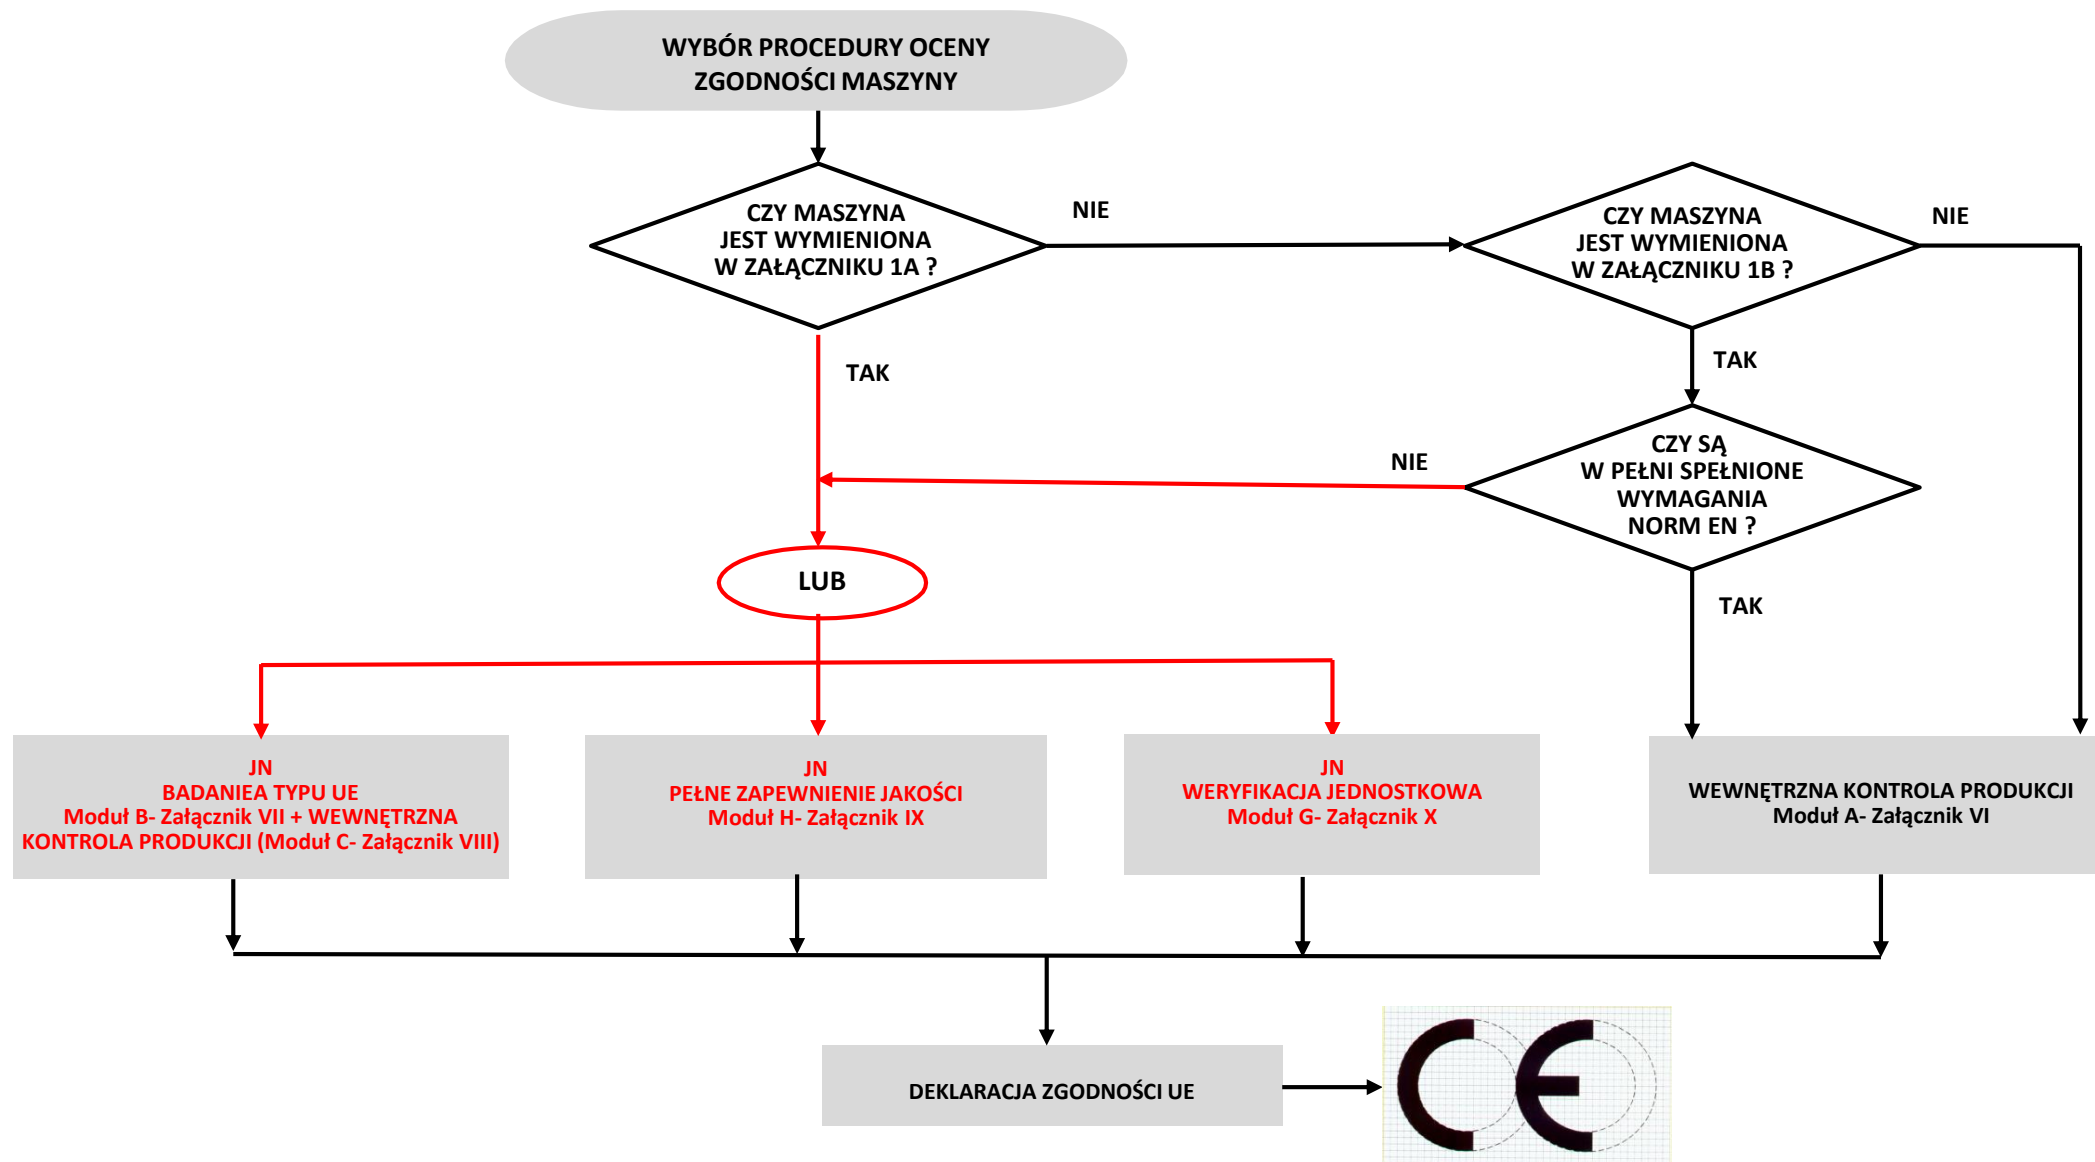 WYBÓR PROCEDURY OCENY
ZGODNOŚCI MASZYNY
CZY MASZYNA
JEST WYMIENIONA
W ZAŁĄCZNIKU 1A ?
NIE
CZY MASZYNA
JEST WYMIENIONA
W ZAŁĄCZNIKU 1B ?
NIE
TAK
TAK
CZY SĄ
W PEŁNI SPEŁNIONE
WYMAGANIA
NORM EN ?
NIE
LUB
TAK
JN
BADANIEA TYPU UE
Moduł B- Załącznik VII + WEWNĘTRZNA
KONTROLA PRODUKCJI (Moduł C- Załącznik VIII)
JN
PEŁNE ZAPEWNIENIE JAKOŚCI
Moduł H- Załącznik IX
JN
WERYFIKACJA JEDNOSTKOWA
Moduł G- Załącznik X
WEWNĘTRZNA KONTROLA PRODUKCJI
Moduł A- Załącznik VI
DEKLARACJA ZGODNOŚCI UE
CE